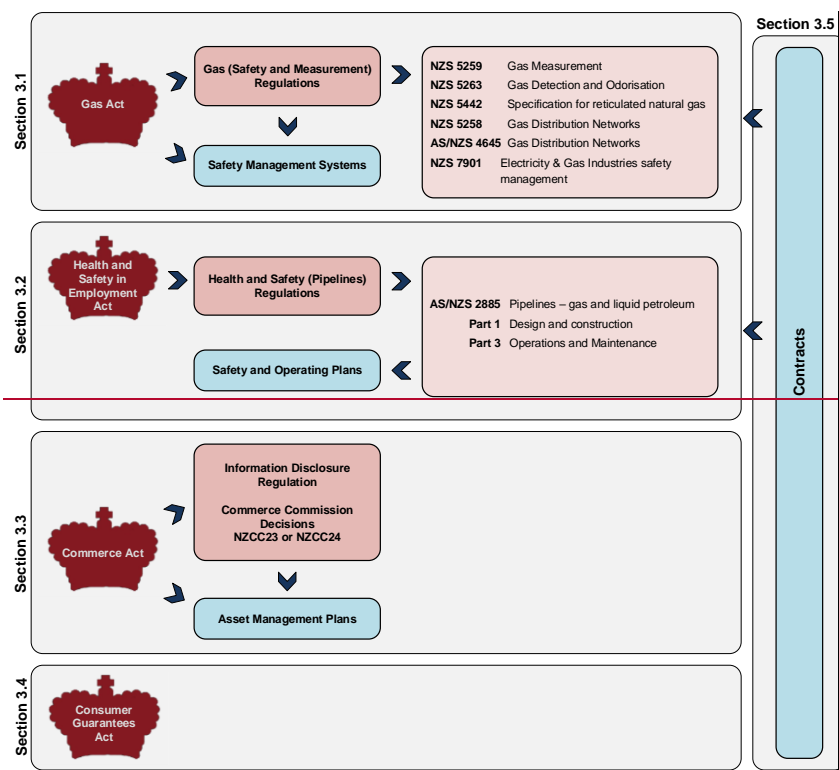 Section 3.5
Section 3.1
Gas Act
Gas (Safety and Measurement)
Regulations
Safety Management Systems
NZS 5259 Gas Measurement
NZS 5263 Gas Detection and Odorisation
NZS 5442 Specification for reticulated natural gas
NZS 5258 Gas Distribution Networks
AS/NZS 4645 Gas Distribution Networks
NZS 7901 Electricity & Gas Industries safety
management
Section 3.2
Health and
Safety in
Employment
Act
Health and Safety (Pipelines)
Regulations
Safety and Operating Plans
AS/NZS 2885 Pipelines – gas and liquid petroleum
Part 1 Design and construction
Part 3 Operations and Maintenance
Contracts
Section 3.3
Commerce Act
Information Disclosure
Regulation
Commerce Commission
Decisions
NZCC23 or NZCC24
Asset Management Plans
Section 3.4
Consumer
Guarantees
Act